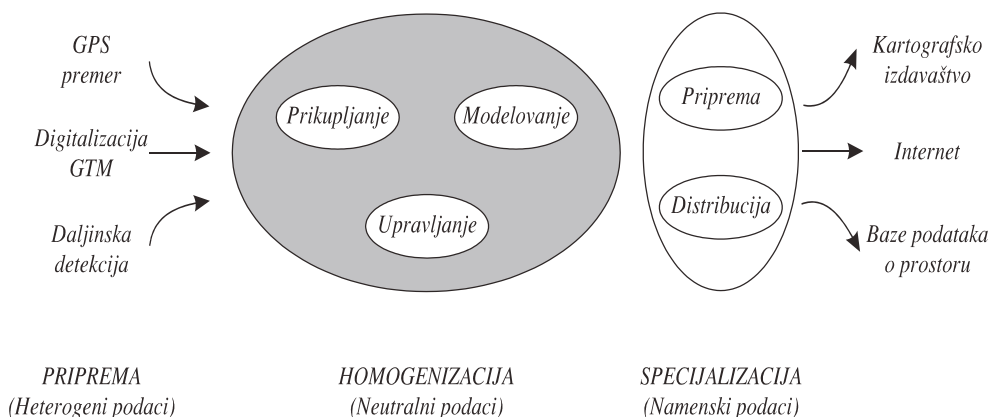 GPS
premer
Digitalizacija
GTM
Daljinska
detekcija
Prikupljanje
Modelovanje
Upravljanje
Priprema
Distribucija
Kartografsko
izdavaštvo
Internet
Baze podataka
o prostoru
PRIPREMA
(Heterogeni podaci)
HOMOGENIZACIJA
(Neutralni podaci)
SPECIJALIZACIJA
(Namenski podaci)